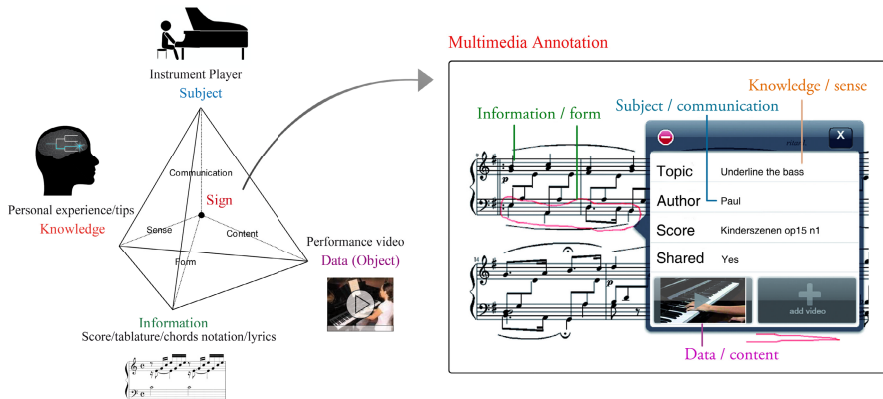 Instrument Player
Subject
Communication
Sign
Personal experience/tips
Knowledge
Sense
Content
Form
Performance video
Data (Object)
Information
Score/tablature/chords notation/lyrics
Multimedia Annotation
Knowledge / sense
Information / form
Subject / communication
X
Topic Underline the bass
Author Paul
Score Kinderszenen op15 n1
Shared Yes
add video
Data / content
p
p